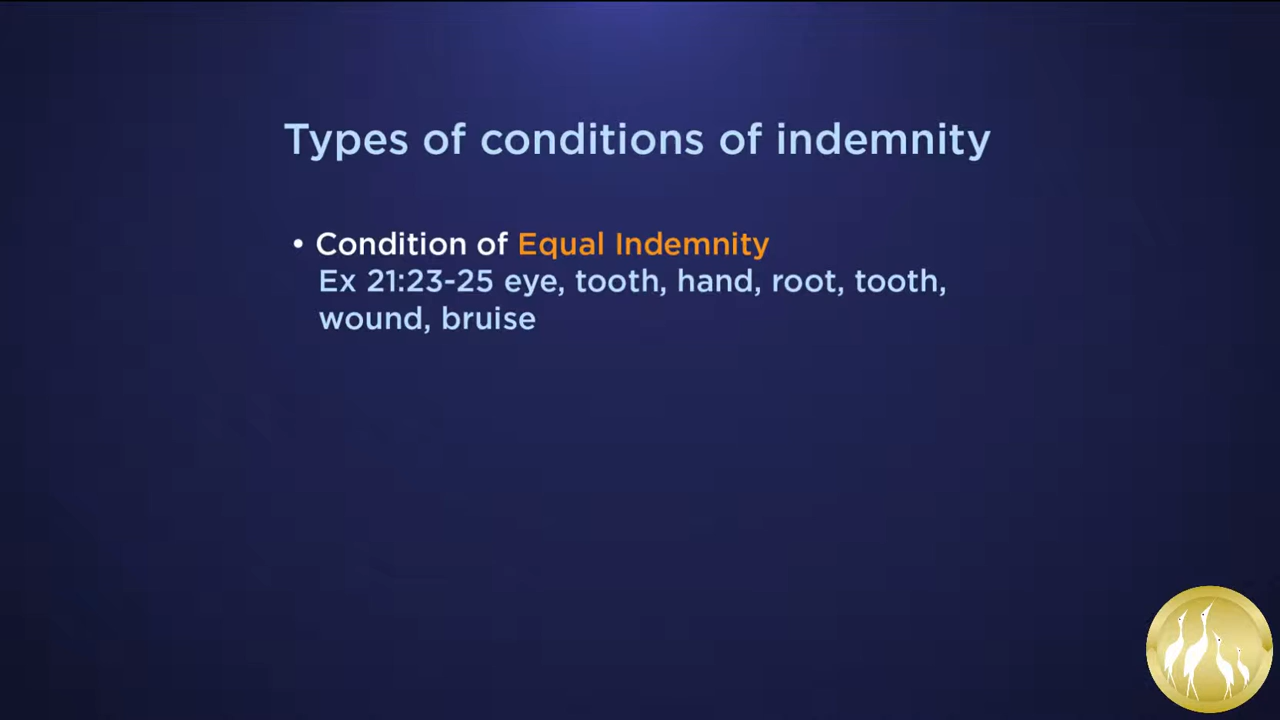 Types of conditions of indemnity
• Condition of Equal Indemnity
Ex 21:23-25 eye, tooth, hand, root, tooth,
wound, bruise